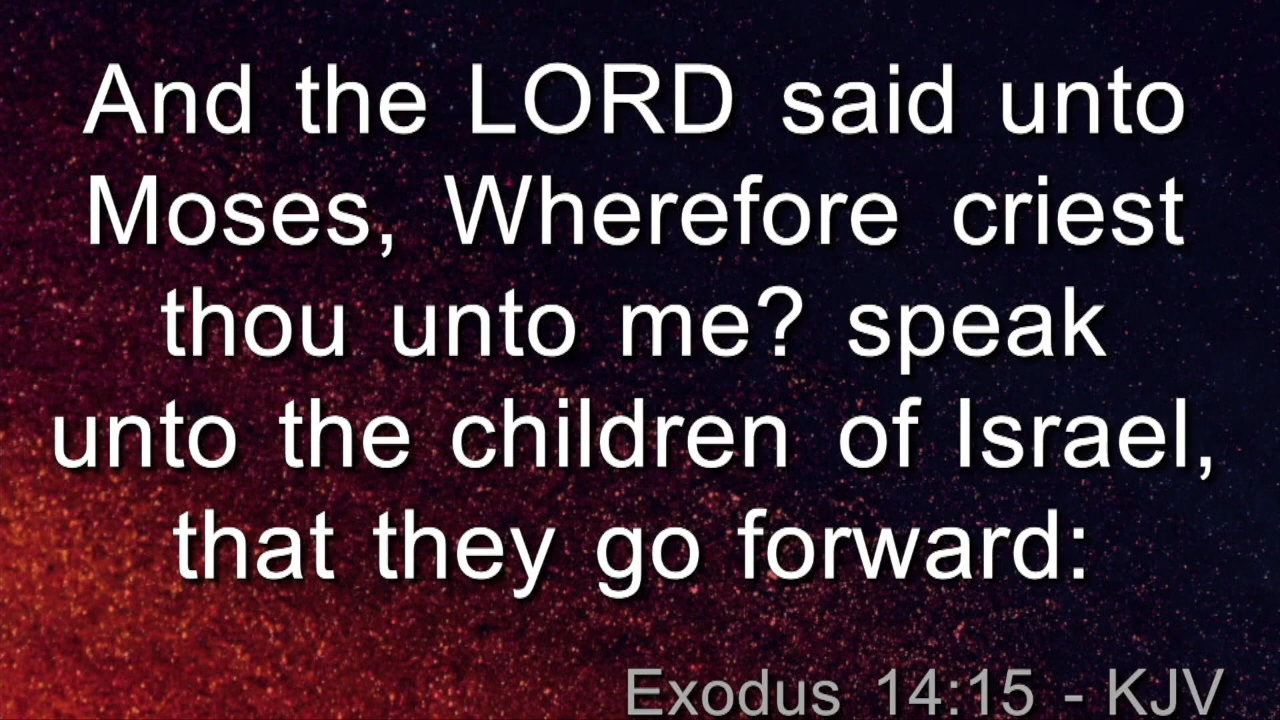 And the LORD said unto
Moses, Wherefore criest
thou unto me? speak
unto the children of Israel,
that they go forward:
Exodus 14:15 - KJV